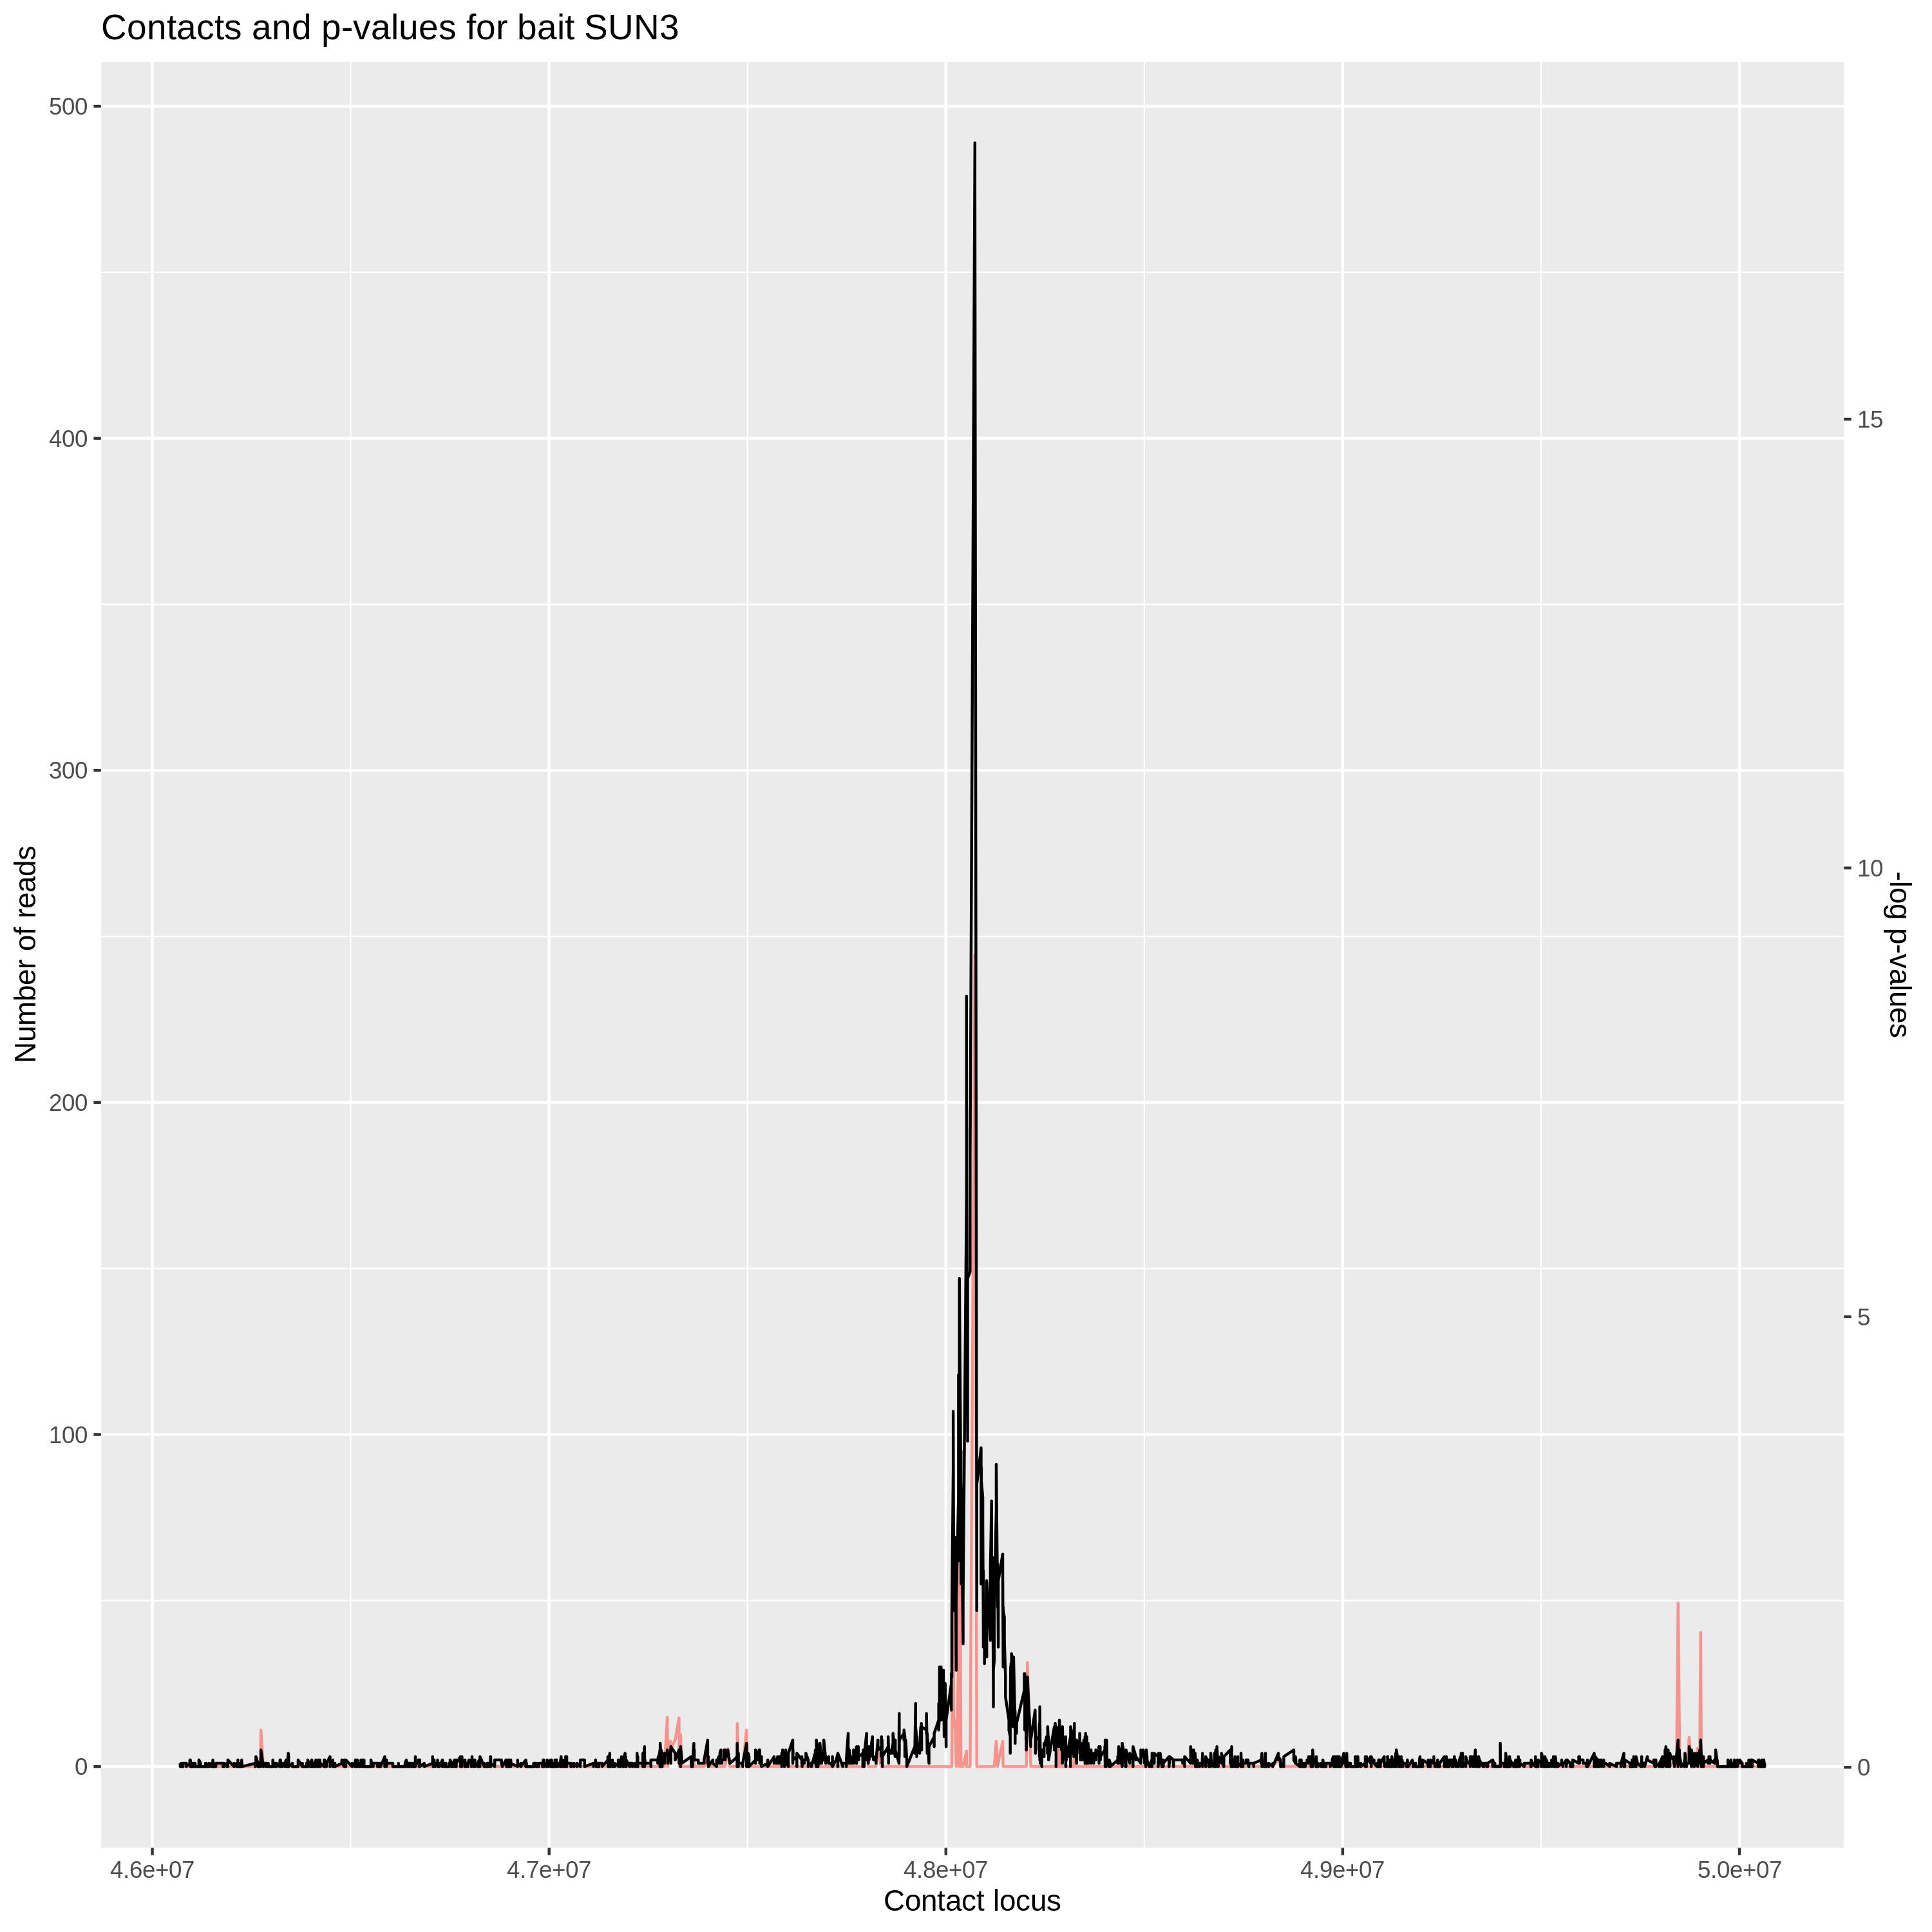 Contacts and p-values for bait SUN3
500
400
300
200
100
0
Number of reads
15
10
5
0
-log p-values
4.6e+07
4.7e+07
4.8e+07
4.9e+07
5.0e+07
Contact locus